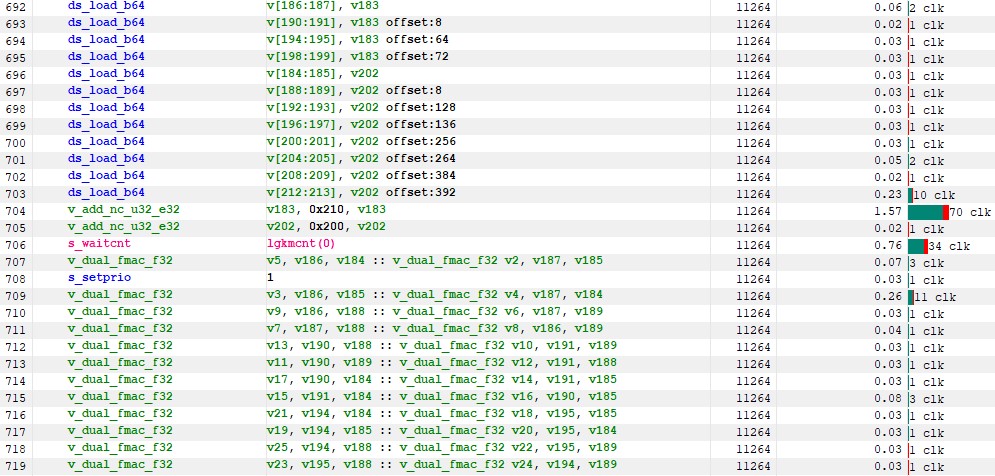 692 ds_load_b64 v[186:187], v183 11264 0.06 2 clk
693 ds_load_b64 v[190:191], v183 offset:8 11264 0.02 1 clk
694 ds_load_b64 v[194:195], v183 offset:64 11264 0.03 1 clk
695 ds_load_b64 v[198:199], v183 offset:72 11264 0.03 1 clk
696 ds_load_b64 v[184:185], v202 11264 0.03 1 clk
697 ds_load_b64 v[188:189], v202 offset:8 11264 0.03 1 clk
698 ds_load_b64 v[192:193], v202 offset:128 11264 0.03 1 clk
699 ds_load_b64 v[196:197], v202 offset:136 11264 0.03 1 clk
700 ds_load_b64 v[200:201], v202 offset:256 11264 0.03 1 clk
701 ds_load_b64 v[204:205], v202 offset:264 11264 0.05 2 clk
702 ds_load_b64 v[208:209], v202 offset:384 11264 0.02 1 clk
703 ds_load_b64 v[212:213], v202 offset:392 11264 0.23 10 clk
704 v_add_nc_u32_e32 v183, 0x210, v183 11264 1.57 70 clk
705 v_add_nc_u32_e32 v202, 0x200, v202 11264 0.02 1 clk
706 s_waitcnt lgkmcnt(0) 11264 0.76 34 clk
707 v_dual_fmac_f32 v5, v186, v184 :: v_dual_fmac_f32 v2, v187, v185 11264 0.07 3 clk
708 s_setprio 1 11264 0.03 1 clk
709 v_dual_fmac_f32 v3, v186, v185 :: v_dual_fmac_f32 v4, v187, v184 11264 0.26 11 clk
710 v_dual_fmac_f32 v9, v186, v188 :: v_dual_fmac_f32 v6, v187, v189 11264 0.03 1 clk
711 v_dual_fmac_f32 v7, v187, v188 :: v_dual_fmac_f32 v8, v186, v189 11264 0.04 1 clk
712 v_dual_fmac_f32 v13, v190, v188 :: v_dual_fmac_f32 v10, v191, v189 11264 0.03 1 clk
713 v_dual_fmac_f32 v11, v190, v189 :: v_dual_fmac_f32 v12, v191, v188 11264 0.03 1 clk
714 v_dual_fmac_f32 v17, v190, v184 :: v_dual_fmac_f32 v14, v191, v185 11264 0.03 1 clk
715 v_dual_fmac_f32 v15, v191, v184 :: v_dual_fmac_f32 v16, v190, v185 11264 0.08 3 clk
716 v_dual_fmac_f32 v21, v194, v184 :: v_dual_fmac_f32 v18, v195, v185 11264 0.03 1 clk
717 v_dual_fmac_f32 v19, v194, v185 :: v_dual_fmac_f32 v20, v195, v184 11264 0.03 1 clk
718 v_dual_fmac_f32 v25, v194, v188 :: v_dual_fmac_f32 v22, v195, v189 11264 0.03 1 clk
719 v_dual_fmac_f32 v23, v195, v188 :: v_dual_fmac_f32 v24, v194, v189 11264 0.03 1 clk